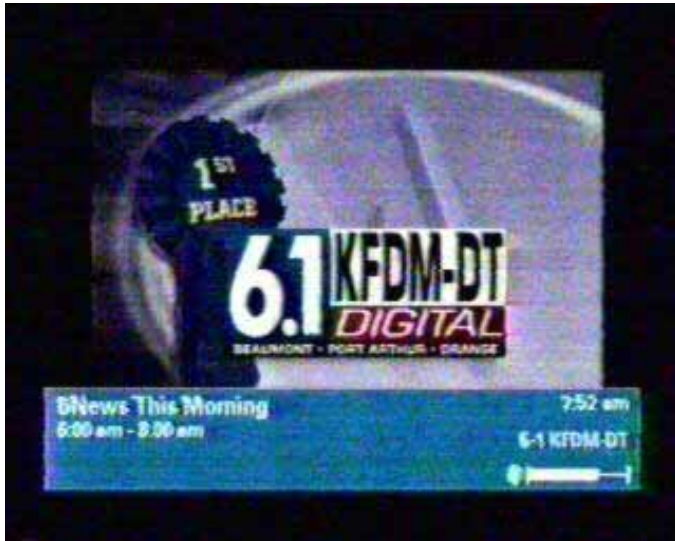 1ST
PLACE
6.1 KFDM-DT
DIGITAL
BEAUMONT - PORT ARTHUR - ORANGE
6News This Morning
7:52 am
6:00 am - 8:00 am
6-1 KFDM-DT